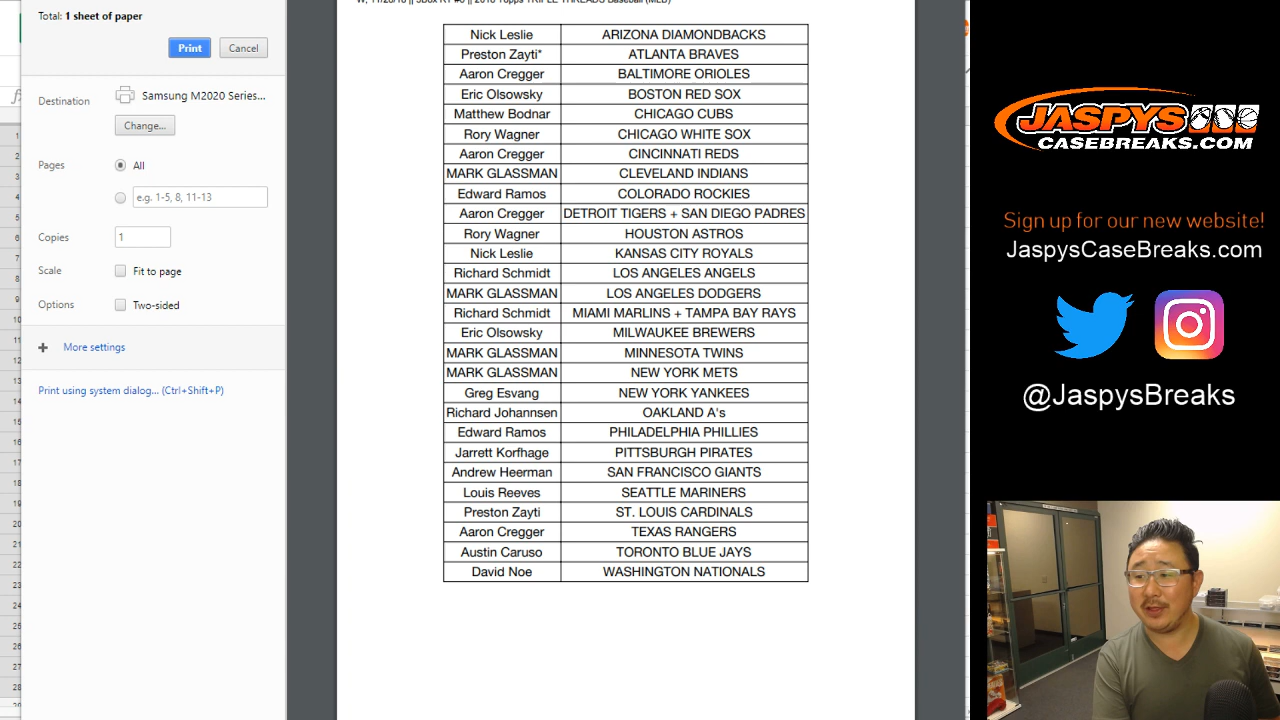 Total: 1 sheet of paper
Print Cancel
Destination Samsung M2020 Series...
Change...
Pages All
e.g. 1-5, 8, 11-13
Copies 1
Scale Fit to page
Options Two-sided
More settings
Print using system dialog... (Ctrl+Shift+P)
Nick Leslie ARIZONA DIAMONDBACKS
Preston Zayti* ATLANTA BRAVES
Aaron Cregger BALTIMORE ORIOLES
Eric Olsowsky BOSTON RED SOX
Matthew Bodnar CHICAGO CUBS
Rory Wagner CHICAGO WHITE SOX
Aaron Cregger CINCINNATI REDS
MARK GLASSMAN CLEVELAND INDIANS
Edward Ramos COLORADO ROCKIES
Aaron Cregger DETROIT TIGERS + SAN DIEGO PADRES
Rory Wagner HOUSTON ASTROS
Nick Leslie KANSAS CITY ROYALS
Richard Schmidt LOS ANGELES ANGELS
MARK GLASSMAN LOS ANGELES DODGERS
Richard Schmidt MIAMI MARLINS + TAMPA BAY RAYS
Eric Olsowsky MILWAUKEE BREWERS
MARK GLASSMAN MINNESOTA TWINS
MARK GLASSMAN NEW YORK METS
Greg Esvang NEW YORK YANKEES
Richard Johannsen OAKLAND A's
Edward Ramos PHILADELPHIA PHILLIES
Jarrett Korfhage PITTSBURGH PIRATES
Andrew Heerman SAN FRANCISCO GIANTS
Louis Reeves SEATTLE MARINERS
Preston Zayti ST. LOUIS CARDINALS
Aaron Cregger TEXAS RANGERS
Austin Caruso TORONTO BLUE JAYS
David Noe WASHINGTON NATIONALS
JASPYS
CASEBREAKS.COM
Sign up for our new website!
JaspysCaseBreaks.com
@JaspysBreaks